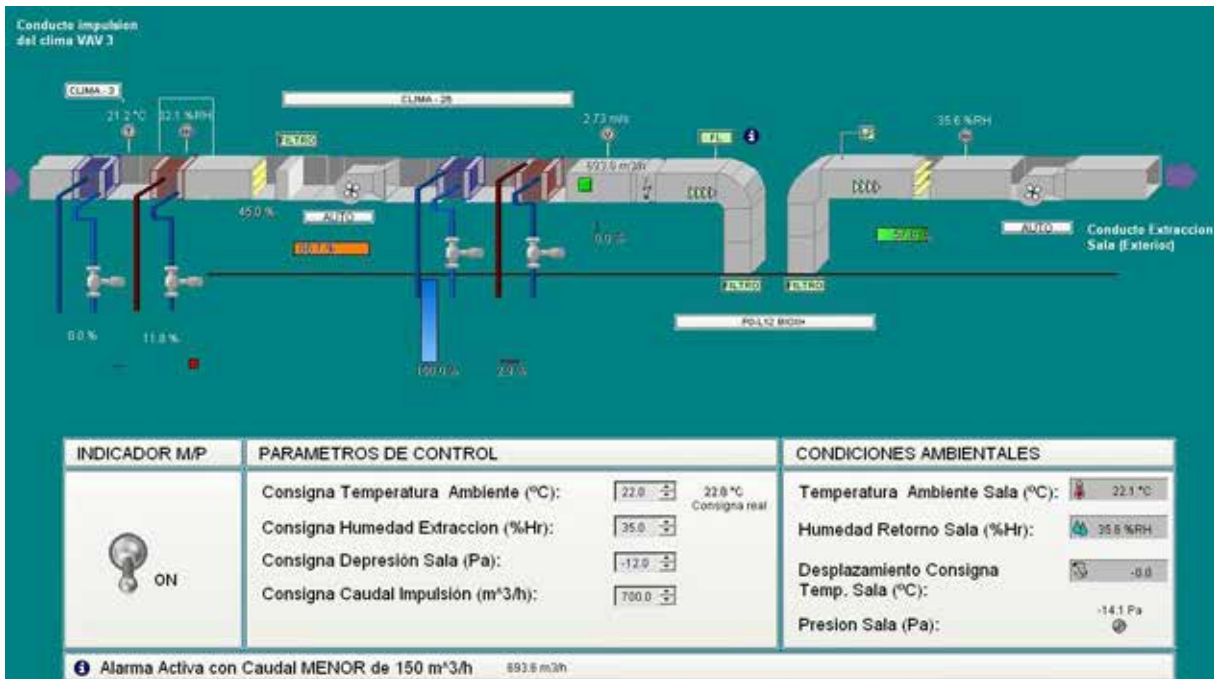 Conducto impulsion
del clima VAV 3
CLIMA - 3
CLIMA - 25
21.2 °C
32.1 %RH
2.73 m/s
35.6 %RH
FILTRO
FL
693.6 m3/h
45.0 %
AUTO
0.0 %
AUTO
Conducto Extraccion
Sala (Exterior)
FILTRO
FILTRO
0.0 %
11.8 %
100.0 %
2.9 %
INDICADOR M/P
PARAMETROS DE CONTROL
CONDICIONES AMBIENTALES
ON
Consigna Temperatura Ambiente (ºC):
22.0
Consigna real
Consigna Humedad Extraccion (%Hr):
35.0
Consigna Depresión Sala (Pa):
-12.0
Consigna Caudal Impulsión (m^3/h):
700.0
Temperatura Ambiente Sala (ºC):
22.1 °C
Humedad Retorno Sala (%Hr):
35.6 %RH
Desplazamiento Consigna
Temp. Sala (ºC):
-0.0
-14.1 Pa
Presion Sala (Pa):
Alarma Activa con Caudal MENOR de 150 m^3/h
693.6 m3/h